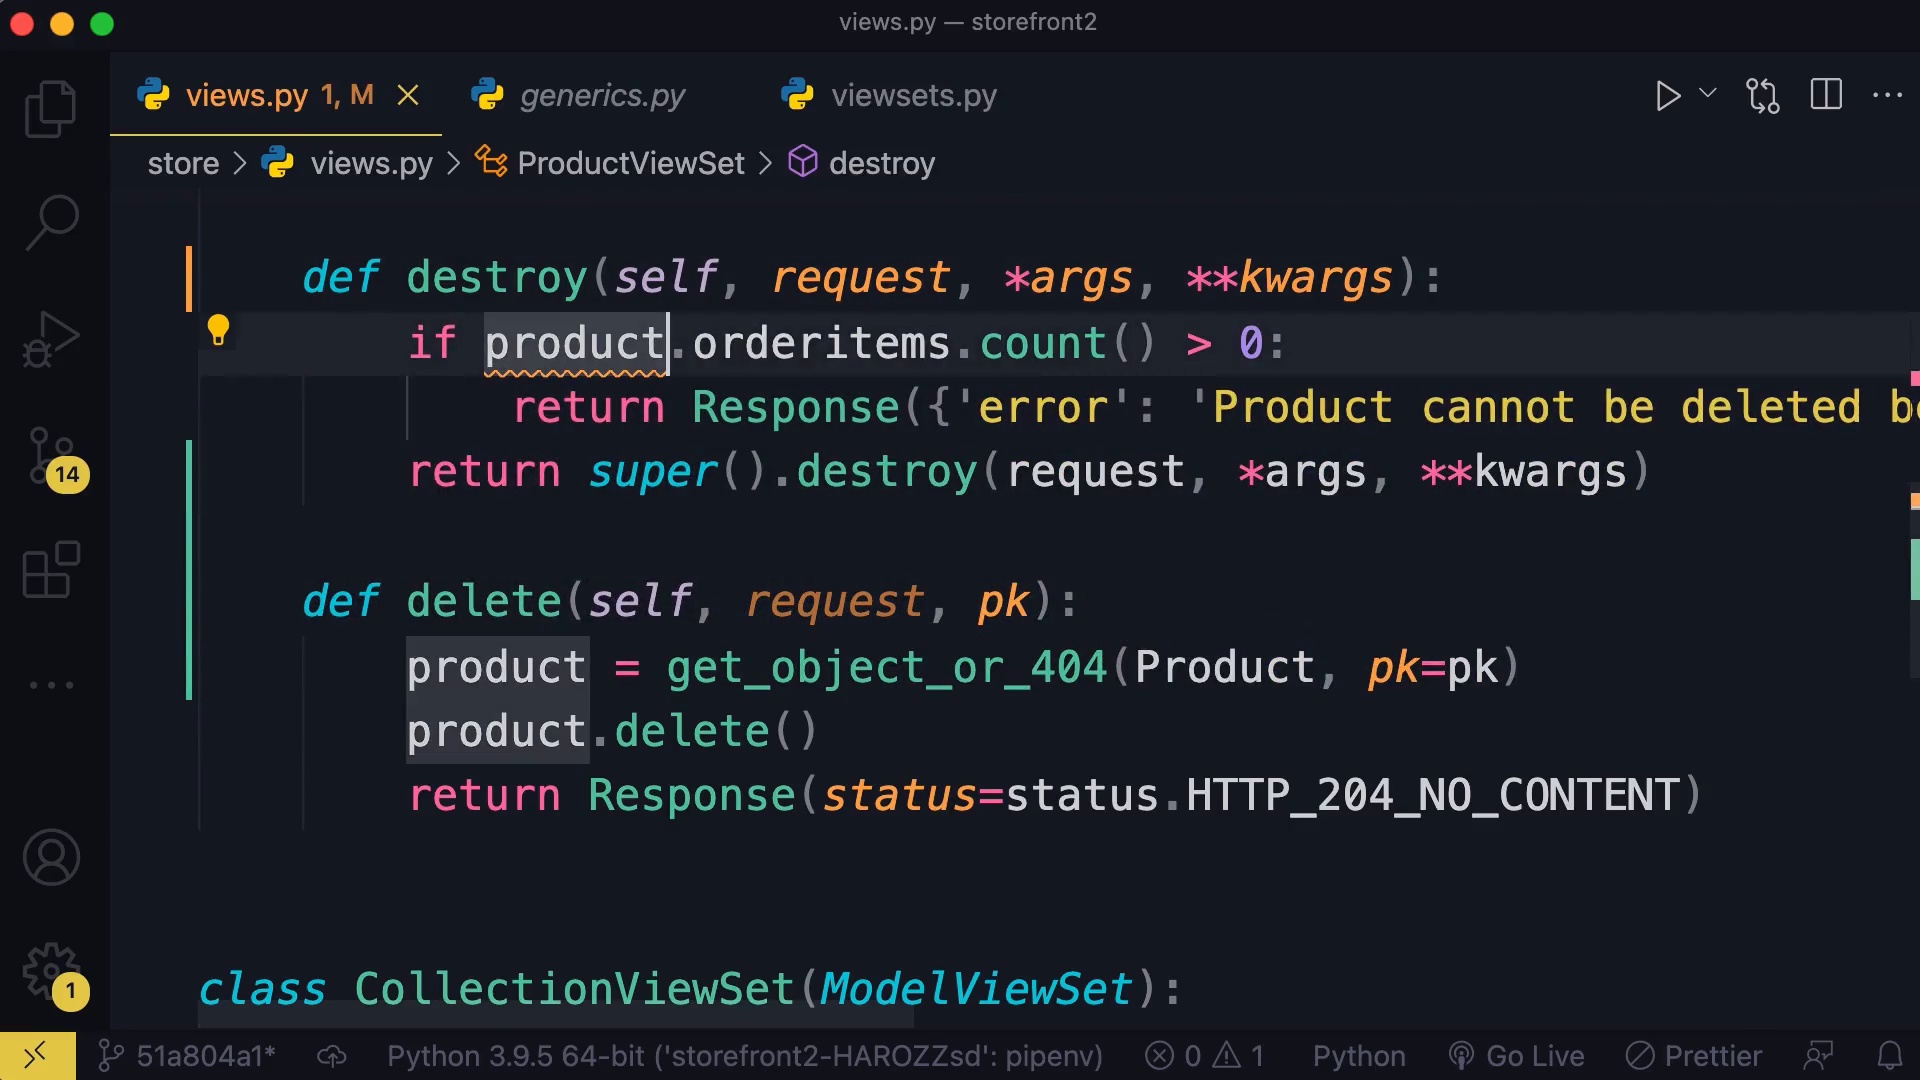 views.py — storefront2
views.py 1, M
generics.py
viewsets.py
store > views.py > ProductViewSet > destroy
def destroy(self, request, *args, **kwargs):
if product.orderitems.count() > 0:
return Response({'error': 'Product cannot be deleted be
return super().destroy(request, *args, **kwargs)
def delete(self, request, pk):
product = get_object_or_404(Product, pk=pk)
product.delete()
return Response(status=status.HTTP_204_NO_CONTENT)
class CollectionViewSet(ModelViewSet):
14
1
51a804a1* Python 3.9.5 64-bit ('storefront2-HAROZZsd': pipenv) 0 1 Python Go Live Prettier